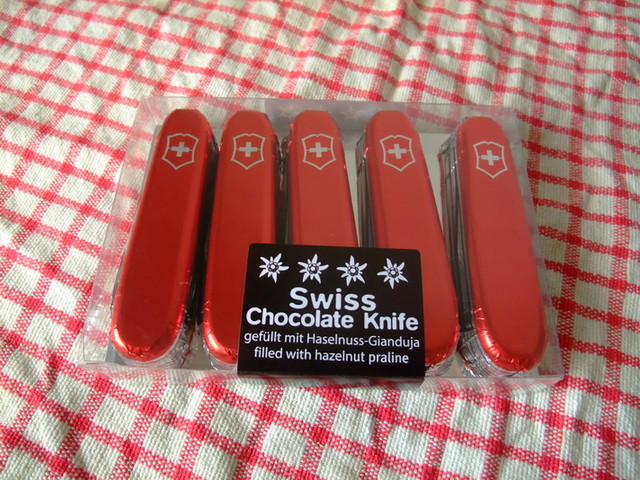 Swiss
Chocolate Knife
gefüllt mit Haselnuss-Gianduja
filled with hazelnut praline